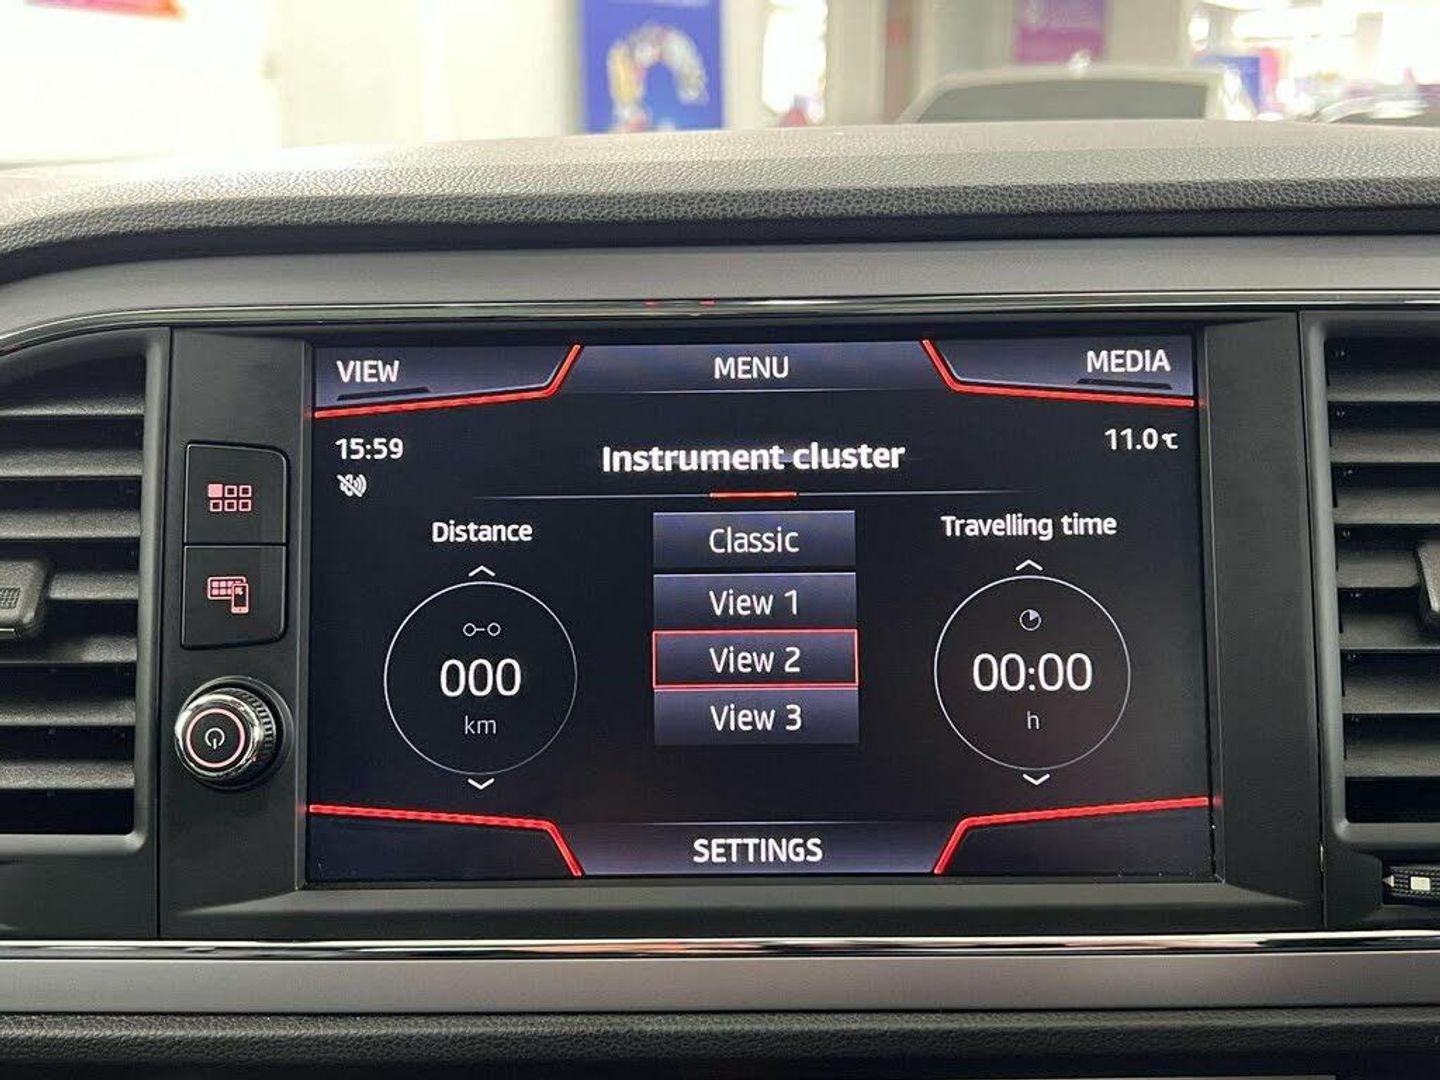 VIEW
MENU
MEDIA
15:59
11.0℃
Instrument cluster
Distance
Classic
Travelling time
View 1
View 2
000
00:00
km
h
View 3
SETTINGS